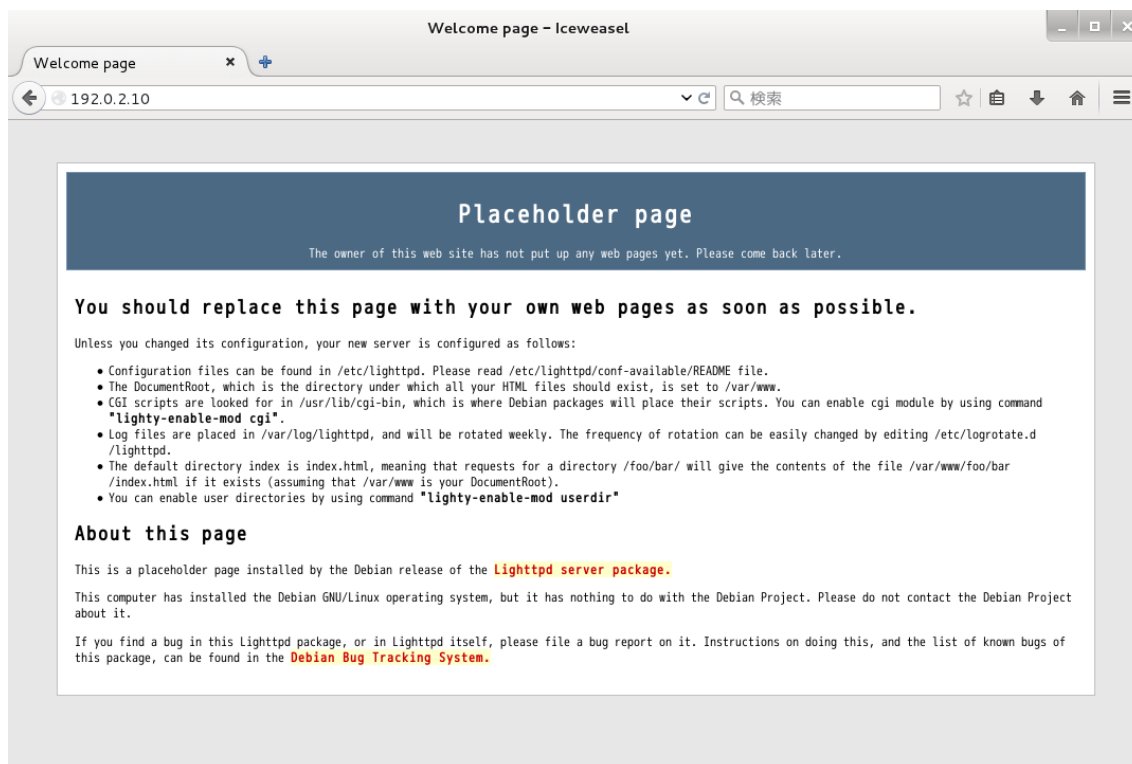 Welcome page - Iceweasel
Welcome page
192.0.2.10
検索
Placeholder page
The owner of this web site has not put up any web pages yet. Please come back later.
You should replace this page with your own web pages as soon as possible.
Unless you changed its configuration, your new server is configured as follows:
• Configuration files can be found in /etc/lighttpd. Please read /etc/lighttpd/conf-available/README file.
• The DocumentRoot, which is the directory under which all your HTML files should exist, is set to /var/www.
• CGI scripts are looked for in /usr/lib/cgi-bin, which is where Debian packages will place their scripts. You can enable cgi module by using command
"lighty-enable-mod cgi".
• Log files are placed in /var/log/lighttpd, and will be rotated weekly. The frequency of rotation can be easily changed by editing /etc/logrotate.d
/lighttpd.
• The default directory index is index.html, meaning that requests for a directory /foo/bar/ will give the contents of the file /var/www/foo/bar
/index.html if it exists (assuming that /var/www is your DocumentRoot).
• You can enable user directories by using command "lighty-enable-mod userdir"
About this page
This is a placeholder page installed by the Debian release of the Lighttpd server package.
This computer has installed the Debian GNU/Linux operating system, but it has nothing to do with the Debian Project. Please do not contact the Debian Project
about it.
If you find a bug in this Lighttpd package, or in Lighttpd itself, please file a bug report on it. Instructions on doing this, and the list of known bugs of
this package, can be found in the Debian Bug Tracking System.